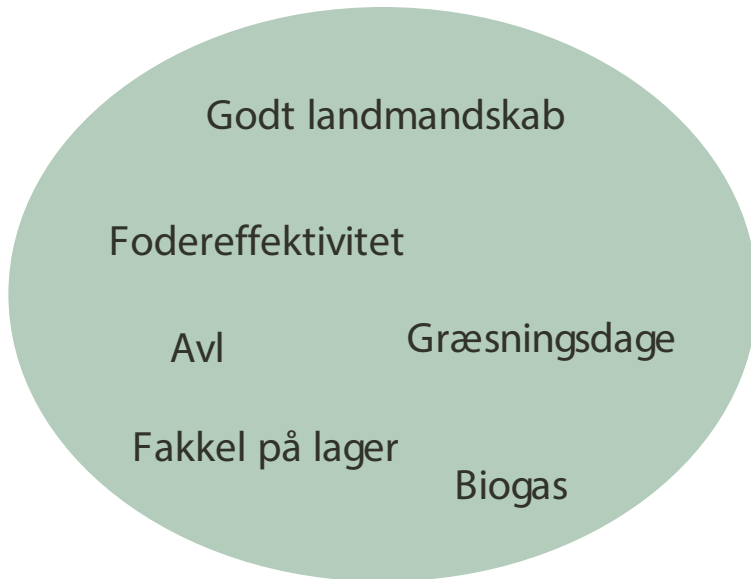 Godt landmandskab
Fodereffektivitet
Avl
Græsningsdage
Fakkel på lager
Biogas